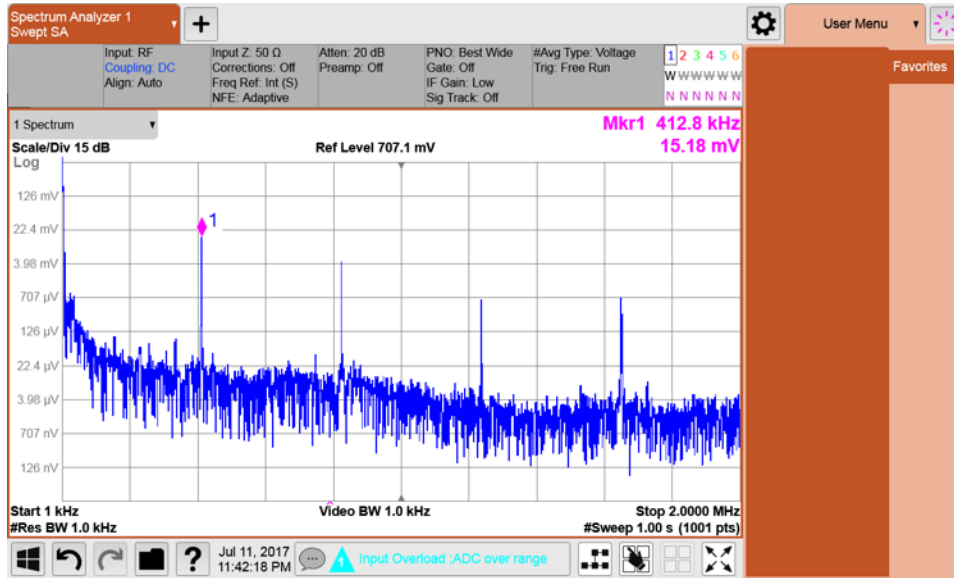 Spectrum Analyzer 1
Swept SA
+
User Menu
Input: RF
Coupling: DC
Align: Auto
Input Z: 50 Ω
Corrections: Off
Freq Ref: Int (S)
NFE: Adaptive
Atten: 20 dB
Preamp: Off
PNO: Best Wide
Gate: Off
IF Gain: Low
Sig Track: Off
#Avg Type: Voltage
Trig: Free Run
1 2 3 4 5 6
W W W W W W
N N N N N N
Favorites
1 Spectrum
Mkr1 412.8 kHz
Scale/Div 15 dB
Ref Level 707.1 mV
15.18 mV
Log
126 mV
22.4 mV
3.98 mV
707 µV
126 µV
22.4 µV
3.98 µV
707 nV
126 nV
1
Start 1 kHz
Video BW 1.0 kHz
Stop 2.0000 MHz
#Res BW 1.0 kHz
#Sweep 1.00 s (1001 pts)
?
Jul 11, 2017
11:42:18 PM
1
Input Overload ;ADC over range